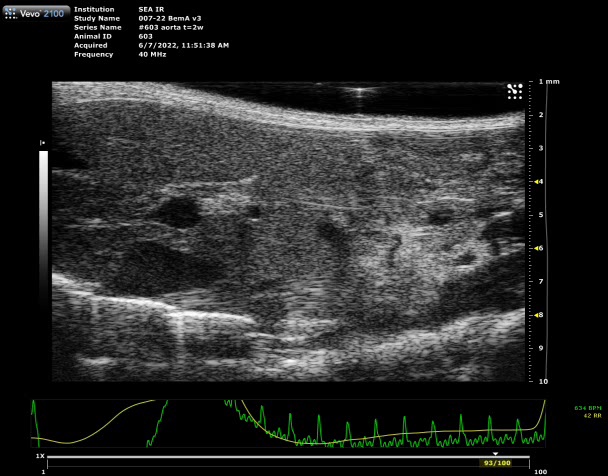 Vevo 2100
Institution SEA IR
Study Name 007-22 BemA v3
Series Name #603 aorta t=2w
Animal ID 603
Acquired 6/7/2022, 11:51:38 AM
Frequency 40 MHz
1 mm
2
3
4
5
6
7
8
9
10
634 BPM
42 RR
1X
93/100
1 100